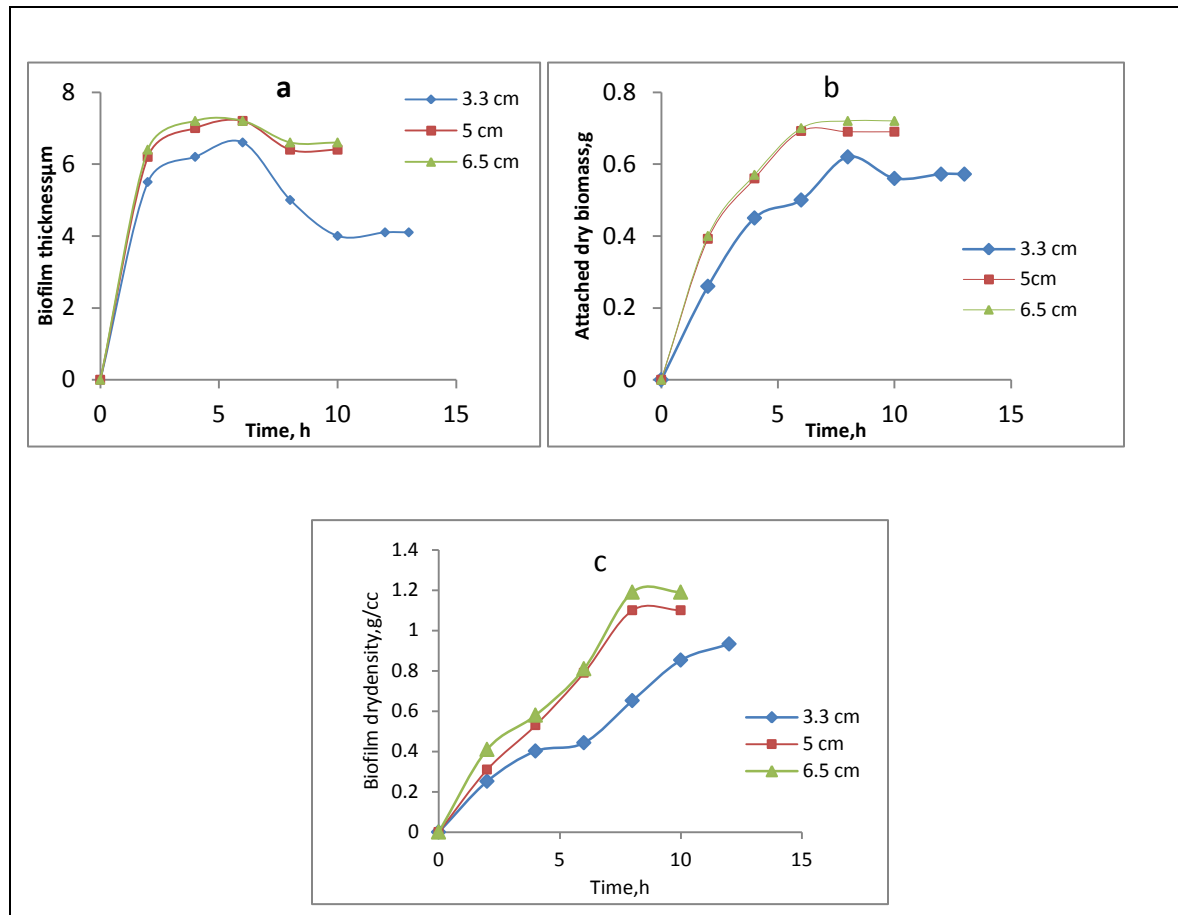 a
Biofilm thicknessµm
8
6
4
2
0
0 5 10 15
Time, h
3.3 cm
5 cm
6.5 cm
b
Attached dry biomass,g
0.8
0.6
0.4
0.2
0
0 5 10 15
Time,h
3.3 cm
5cm
6.5 cm
c
Biofilm drydensity,g/cc
1.4
1.2
1
0.8
0.6
0.4
0.2
0
0 5 10 15
Time,h
3.3 cm
5 cm
6.5 cm